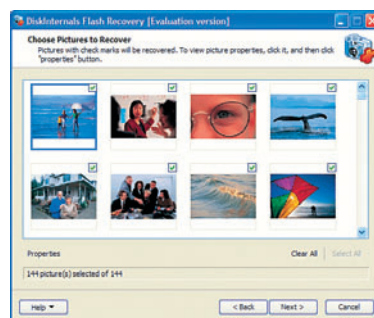 DiskInternals Flash Recovery [Evaluation version]
Choose Pictures to Recover
Pictures with check marks will be recovered. To view picture properties, click it, and then click
"properties" button.
Properties
Clear All
Select All
144 picture(s) selected of 144
Help
< Back
Next >
Cancel